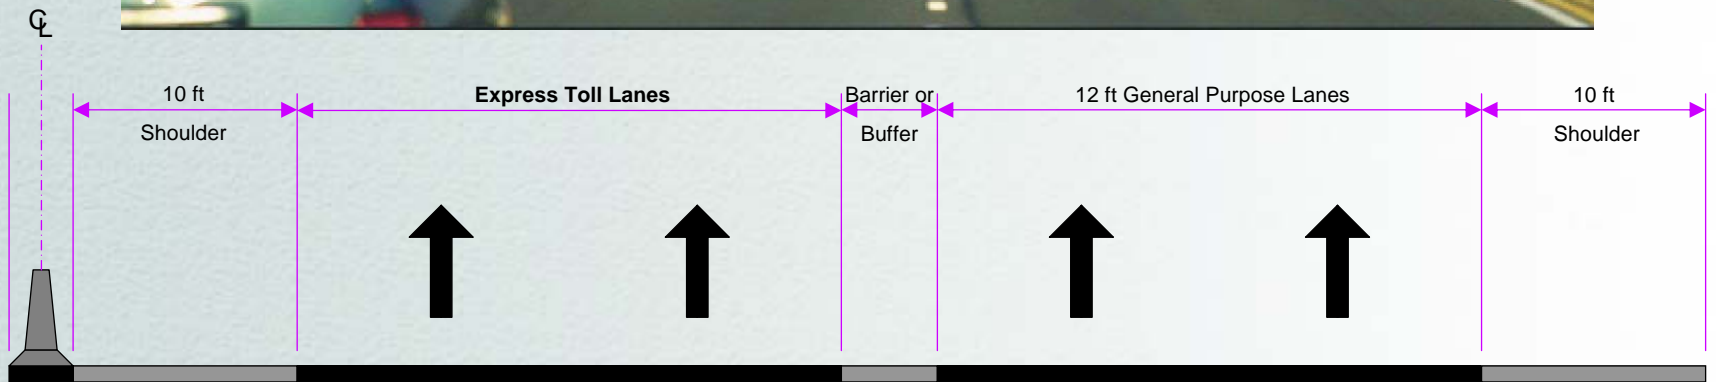 ℄
10 ft
Shoulder
Express Toll Lanes
Barrier or
Buffer
12 ft General Purpose Lanes
10 ft
Shoulder